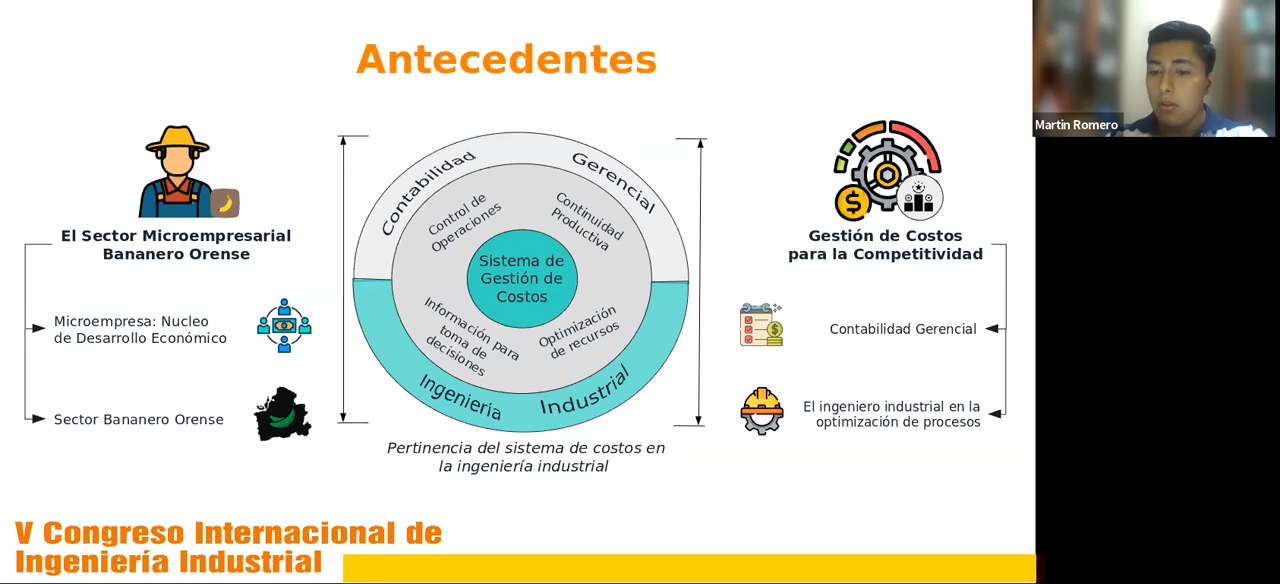 Antecedentes
Martin Romero
El Sector Microempresarial
Bananero Orense
Microempresa: Nucleo
de Desarrollo Económico
Sector Bananero Orense
Contabilidad
Gerencial
Control de
Operaciones
Continuidad
Productiva
Sistema de
Gestión de
Costos
Información para
toma de
decisiones
Optimización
de recursos
Ingeniería
Industrial
Pertinencia del sistema de costos en
la ingeniería industrial
Gestión de Costos
para la Competitividad
Contabilidad Gerencial
El ingeniero industrial en la
optimización de procesos
V Congreso Internacional de
Ingeniería Industrial